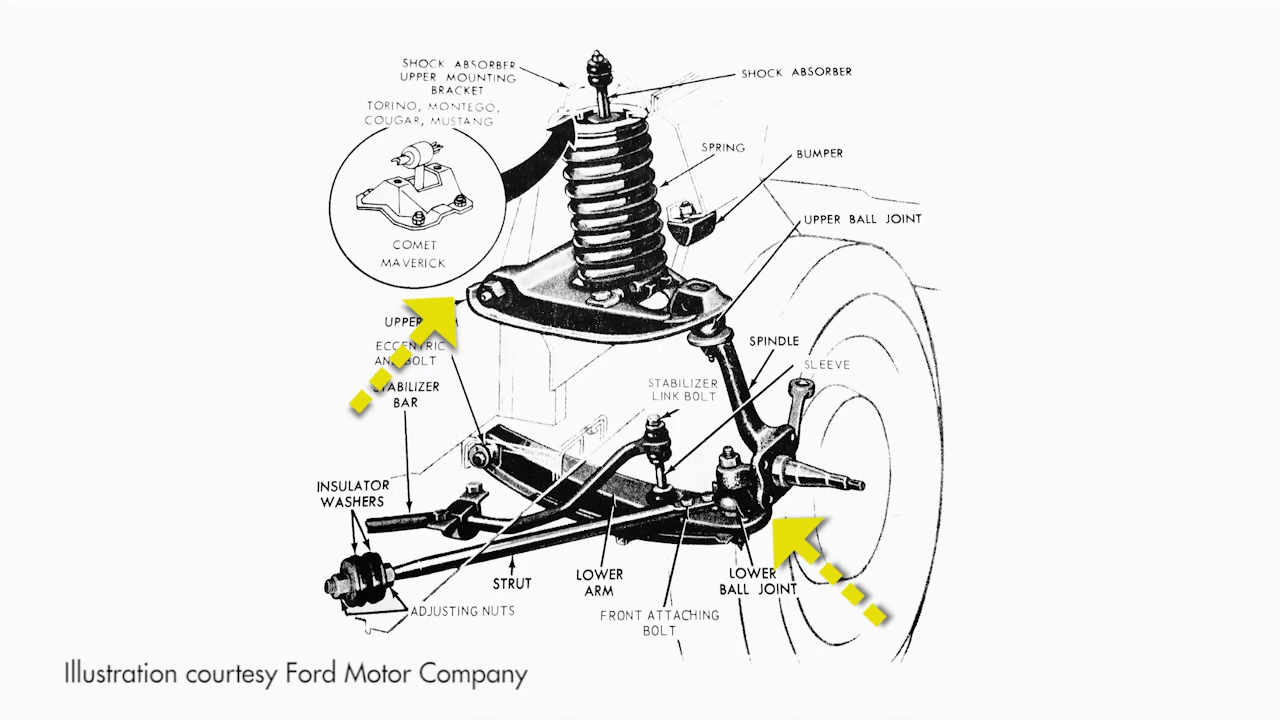 SHOCK ABSORBER
UPPER MOUNTING
BRACKET
TORINO, MONTEGO,
COUGAR, MUSTANG
SHOCK ABSORBER
SPRING
BUMPER
UPPER BALL JOINT
COMET
MAVERICK
UPPER
ECCENTRIC
AND BOLT
STABILIZER
BAR
SPINDLE
SLEEVE
STABILIZER
LINK BOLT
INSULATOR
WASHERS
STRUT
LOWER
ARM
LOWER
BALL JOINT
ADJUSTING NUTS
FRONT ATTACHING
BOLT
Illustration courtesy Ford Motor Company